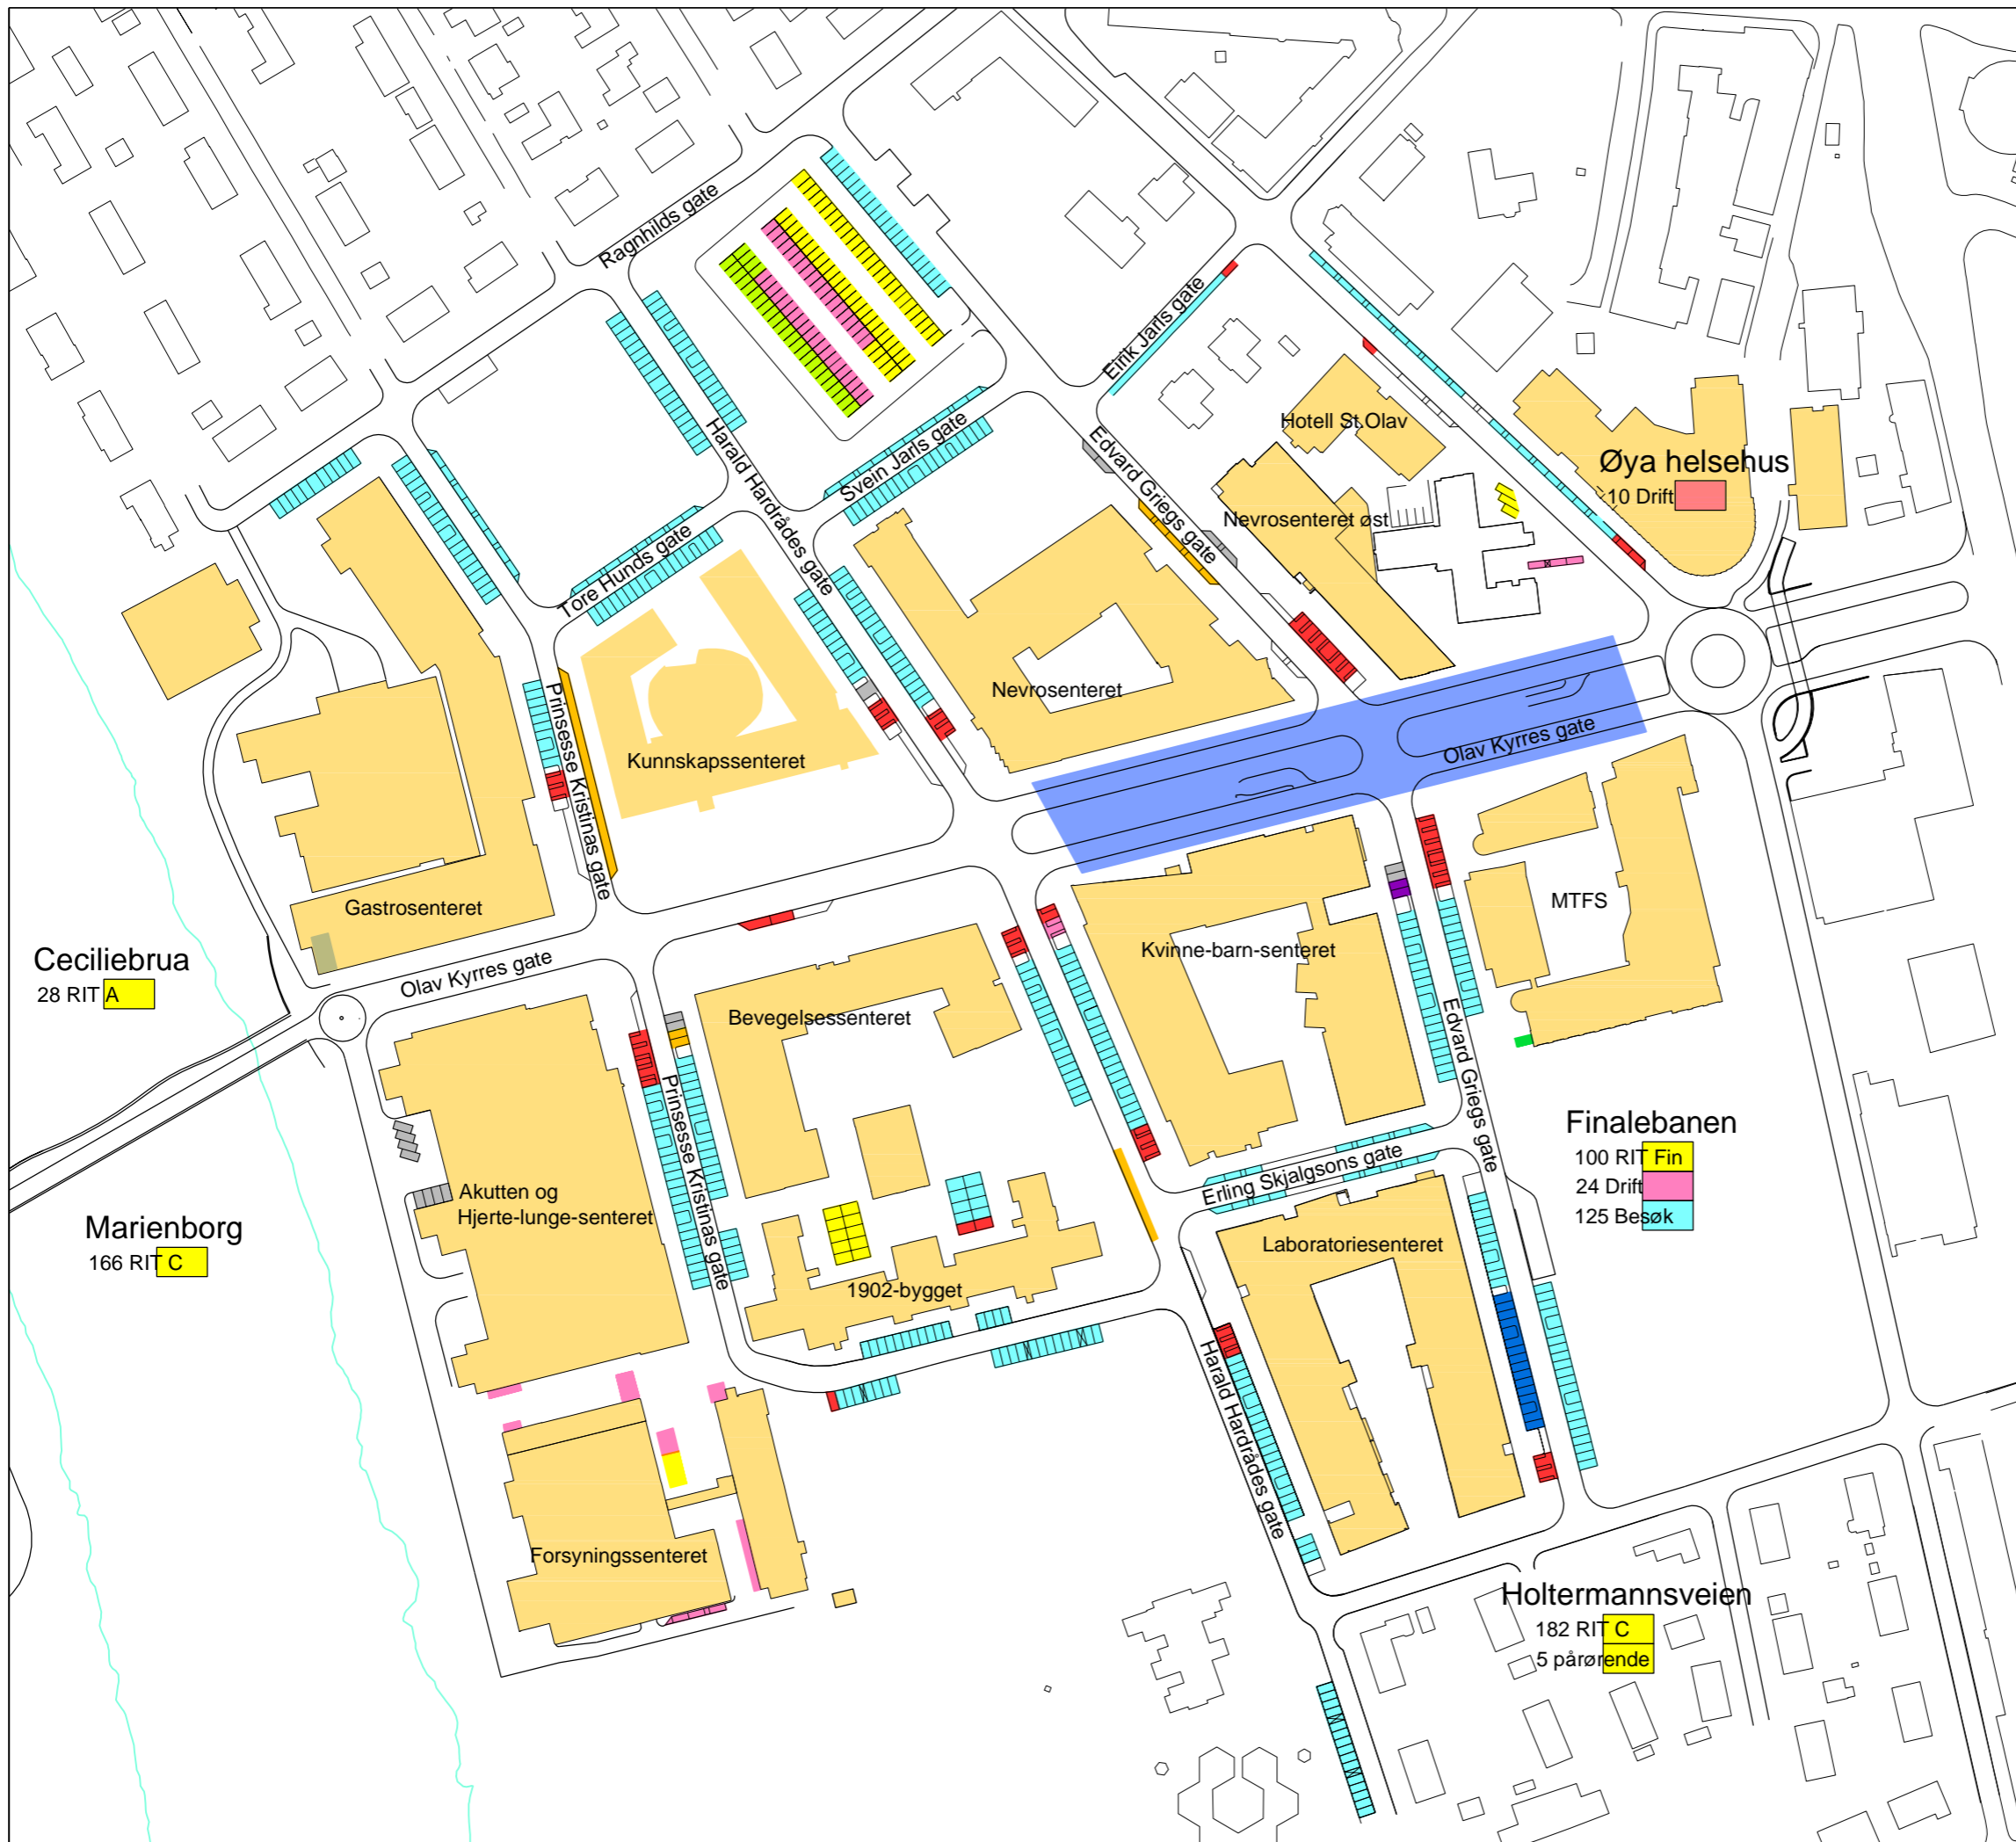 Ragnhilds gate
Eirik Jarls gate
Harald Hardrådes gate
Svein Jarls gate
Edvard Griegs gate
Hotell St.Olav
Øya helsehus
10 Drift
Nevrosenteret øst
Tore Hunds gate
Nevrosenteret
Prinsesse Kristinas gate
Kunnskapssenteret
Olav Kyrres gate
Gastrosenteret
MTFS
Kvinne-barn-senteret
Ceciliebrua
28 RIT A
Olav Kyrres gate
Bevegelsessenteret
Prinsesse Kristinas gate
Edvard Griegs gate
Finalebanen
100 RIT Fin
24 Drift
125 Besøk
Erling Skjalgsons gate
Akutten og
Hjerte-lunge-senteret
Marienborg
166 RIT C
Laboratoriesenteret
1902-bygget
Harald Hardrådes gate
Forsyningssenteret
Holtermannsveien
182 RIT C
5 pårørende